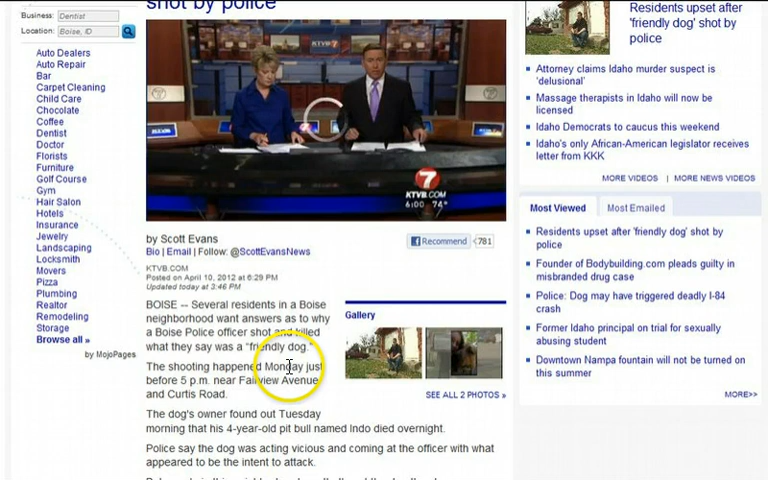 Business: Dentist
Location: Boise, ID
Auto Dealers
Auto Repair
Bar
Carpet Cleaning
Child Care
Chocolate
Coffee
Dentist
Doctor
Florists
Furniture
Golf Course
Gym
Hair Salon
Hotels
Insurance
Jewelry
Landscaping
Locksmith
Movers
Pizza
Plumbing
Realtor
Remodeling
Storage
Browse all »
by MojoPages
shot by police
KTVB
7
KTVB.COM
6:00 74°
by Scott Evans
Bio | Email | Follow: @ScottEvansNews
Recommend 781
KTVB.COM
Posted on April 10, 2012 at 6:29 PM
Updated today at 3:46 PM
BOISE -- Several residents in a Boise
neighborhood want answers as to why
a Boise Police officer shot and killed
what they say was a "friendly dog."
The shooting happened Monday just
before 5 p.m. near Fairview Avenue
and Curtis Road.
Gallery
SEE ALL 2 PHOTOS »
The dog's owner found out Tuesday
morning that his 4-year-old pit bull named Indo died overnight.
Police say the dog was acting vicious and coming at the officer with what
appeared to be the intent to attack.
Residents upset after
'friendly dog' shot by
police
Attorney claims Idaho murder suspect is
'delusional'
Massage therapists in Idaho will now be
licensed
Idaho Democrats to caucus this weekend
Idaho's only African-American legislator receives
letter from KKK
MORE VIDEOS | MORE NEWS VIDEOS
Most Viewed Most Emailed
Residents upset after 'friendly dog' shot by
police
Founder of Bodybuilding.com pleads guilty in
misbranded drug case
Police: Dog may have triggered deadly I-84
crash
Former Idaho principal on trial for sexually
abusing student
Downtown Nampa fountain will not be turned on
this summer
MORE>>